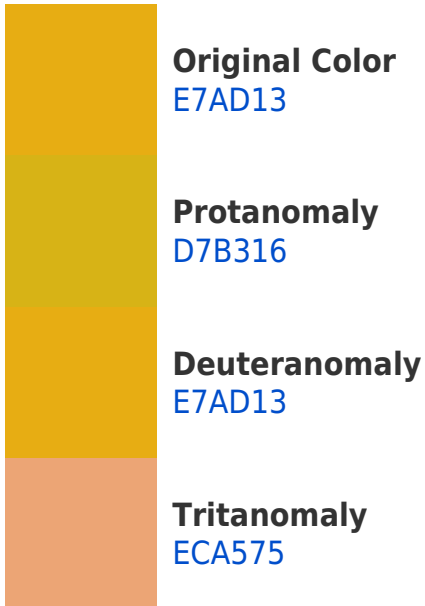 Original Color
E7AD13
Protanomaly
D7B316
Deuteranomaly
E7AD13
Tritanomaly
ECA575